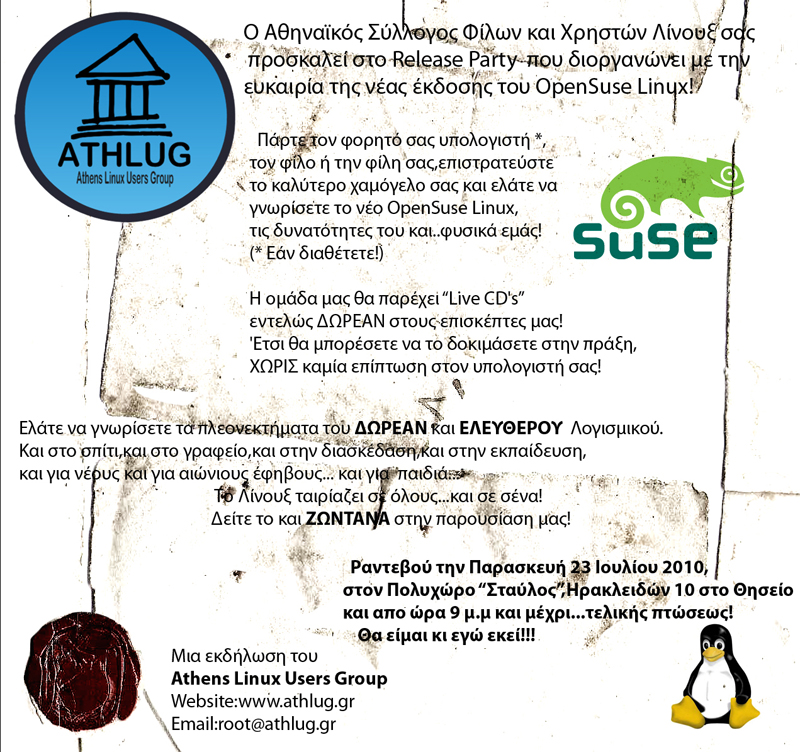 ATHLUG
Athens Linux Users Group
Ο Αθηναϊκός Σύλλογος Φίλων και Χρηστών Λίνουξ σας
προσκαλεί στο Release Party που διοργανώνει με την
ευκαιρία της νέας έκδοσης του OpenSuse Linux!
Πάρτε τον φορητό σας υπολογιστή *,
τον φίλο ή την φίλη σας,επιστρατεύστε
το καλύτερο χαμόγελο σας και ελάτε να
γνωρίσετε το νέο OpenSuse Linux,
τις δυνατότητες του και..φυσικά εμάς!
(* Εάν διαθέτετε!)
suse
Η ομάδα μας θα παρέχει “Live CD's”
εντελώς ΔΩΡΕΑΝ στους επισκέπτες μας!
'Ετσι θα μπορέσετε να το δοκιμάσετε στην πράξη,
ΧΩΡΙΣ καμία επίπτωση στον υπολογιστή σας!
Ελάτε να γνωρίσετε τα πλεονεκτήματα του ΔΩΡΕΑΝ και ΕΛΕΥΘΕΡΟΥ Λογισμικού.
Και στο σπίτι,και στο γραφείο,και στην διασκέδαση,και στην εκπαίδευση,
και για νέους και για αιώνιους έφηβους... και για παιδιά...
Το Λίνουξ ταιριάζει σε όλους...και σε σένα!
Δείτε το και ΖΩΝΤΑΝΑ στην παρουσίαση μας!
Ραντεβού την Παρασκευή 23 Ιουλίου 2010,
στον Πολυχώρο “Σταύλος”,Ηρακλειδών 10 στο Θησείο
και απο ώρα 9 μ.μ και μέχρι...τελικής πτώσεως!
Θα είμαι κι εγώ εκεί!!!
Μια εκδήλωση του
Athens Linux Users Group
Website:www.athlug.gr
Email:root@athlug.gr